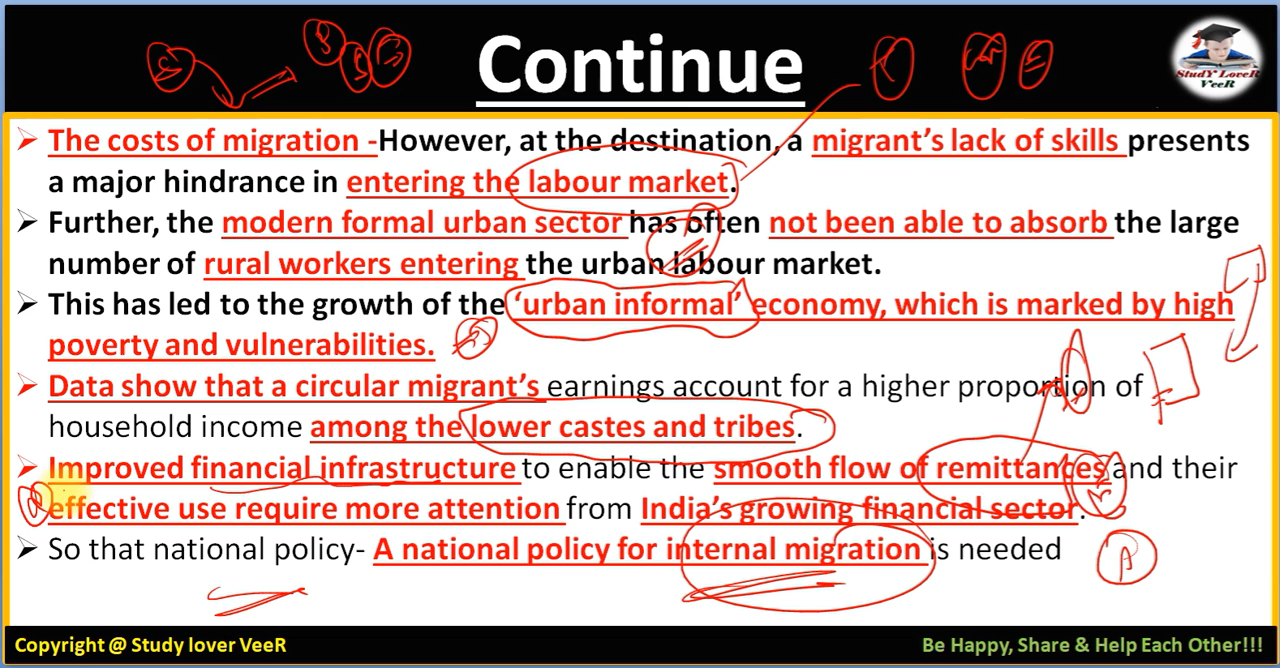 Continue
StudY LoveR
VeeR
➤ The costs of migration -However, at the destination, a migrant's lack of skills presents
a major hindrance in entering the labour market.
➤ Further, the modern formal urban sector has often not been able to absorb the large
number of rural workers entering the urban labour market.
➤ This has led to the growth of the 'urban informal' economy, which is marked by high
poverty and vulnerabilities.
➤ Data show that a circular migrant's earnings account for a higher proportion of
household income among the lower castes and tribes.
➤ Improved financial infrastructure to enable the smooth flow of remittances and their
effective use require more attention from India's growing financial sector.
➤ So that national policy- A national policy for internal migration is needed
Copyright @ Study lover VeeR
Be Happy, Share & Help Each Other!!!